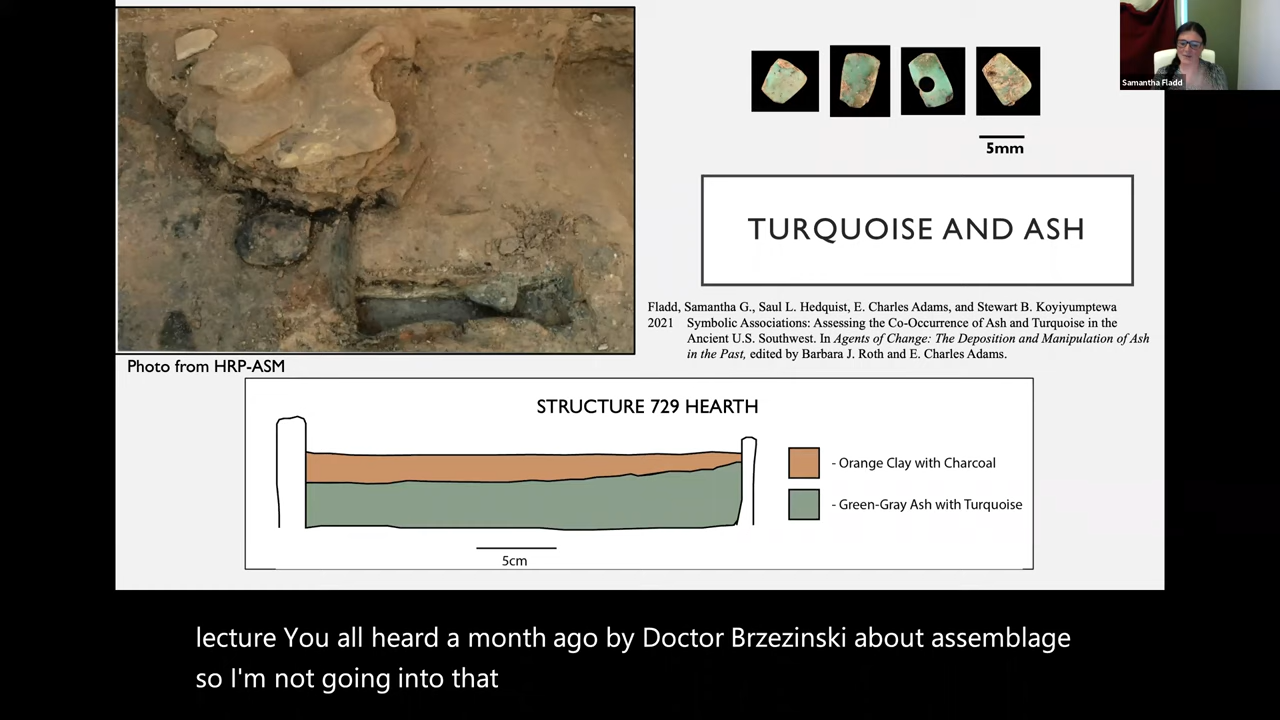 Samantha Fladd
5mm
TURQUOISE AND ASH
Fladd, Samantha G., Saul L. Hedquist, E. Charles Adams, and Stewart B. Koyiyumptewa
2021 Symbolic Associations: Assessing the Co-Occurrence of Ash and Turquoise in the
Ancient U.S. Southwest. In Agents of Change: The Deposition and Manipulation of Ash
in the Past, edited by Barbara J. Roth and E. Charles Adams.
Photo from HRP-ASM
STRUCTURE 729 HEARTH
- Orange Clay with Charcoal
- Green-Gray Ash with Turquoise
5cm
lecture You all heard a month ago by Doctor Brzezinski about assemblage
so I'm not going into that